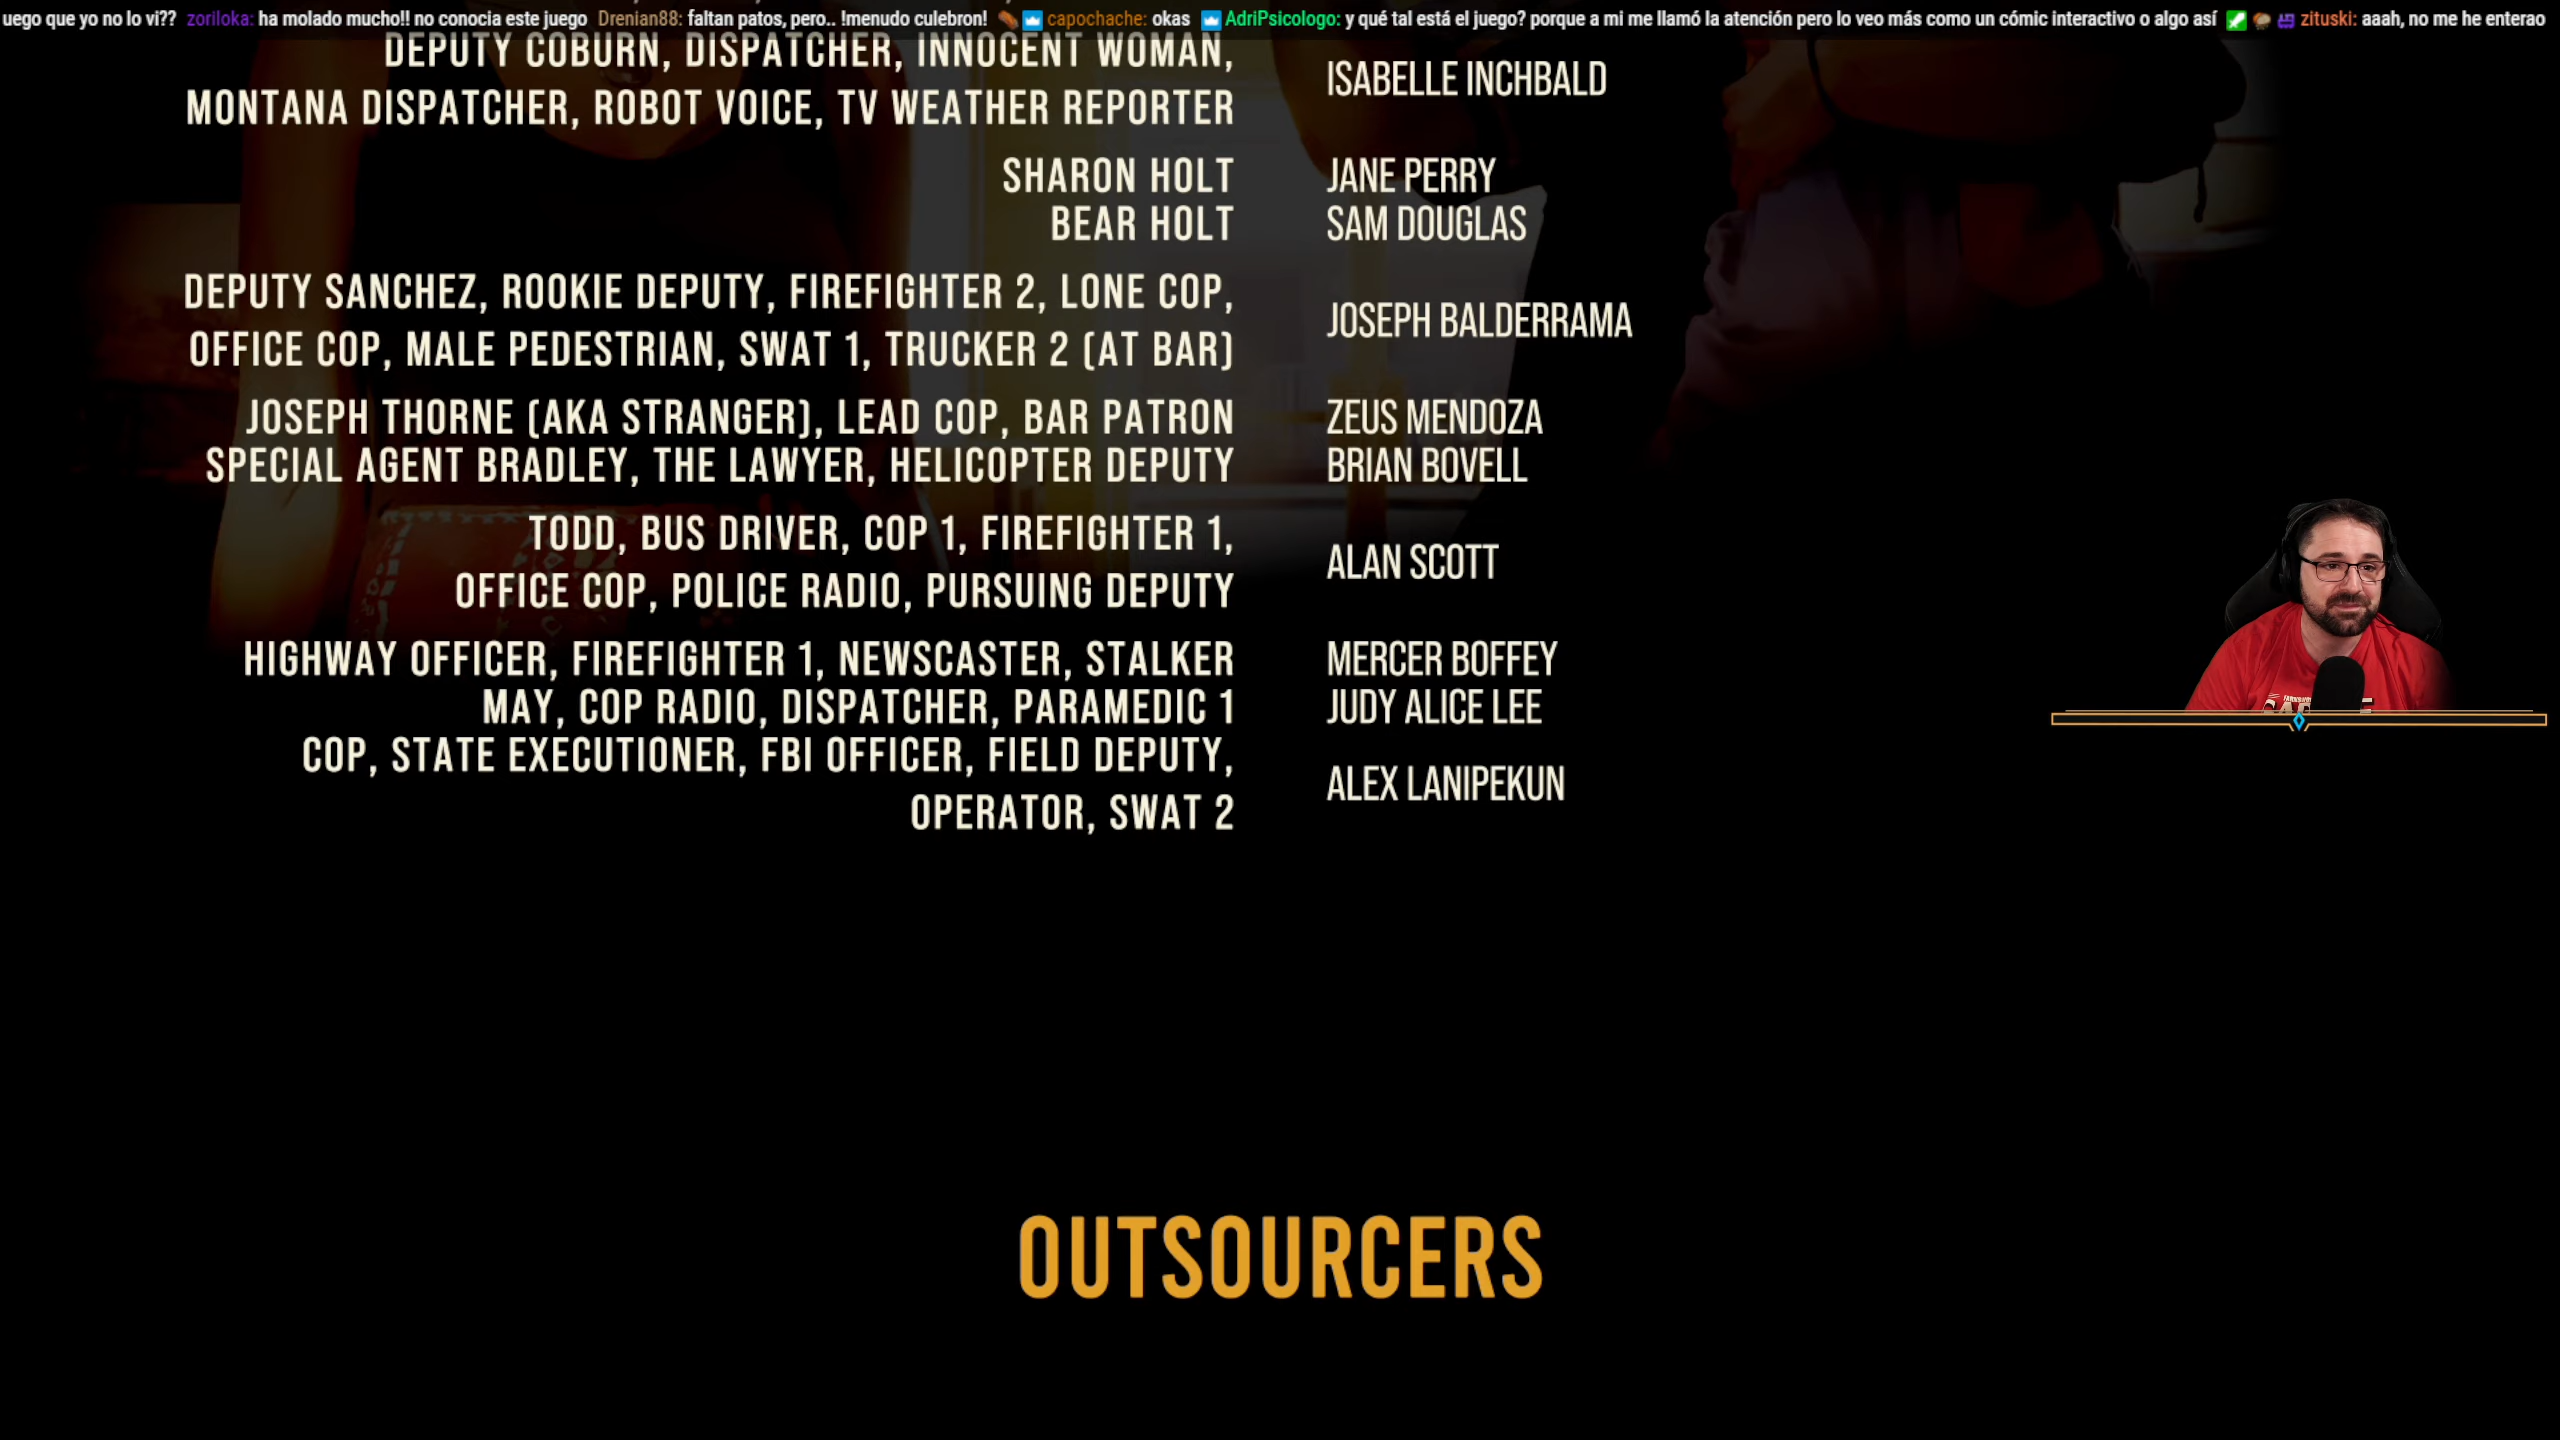 uego que yo no lo vi?? zoriloka: ha molado mucho!! no conocia este juego Drenian88: faltan patos, pero.. !menudo culebron! capochache: okas AdriPsicologo: y qué tal está el juego? porque a mi me llamó la atención pero lo veo más como un cómic interactivo o algo así zituski: aaah, no me he enterao
DEPUTY COBURN, DISPATCHER, INNOCENT WOMAN,
MONTANA DISPATCHER, ROBOT VOICE, TV WEATHER REPORTER
ISABELLE INCHBALD
SHARON HOLT JANE PERRY
BEAR HOLT SAM DOUGLAS
DEPUTY SANCHEZ, ROOKIE DEPUTY, FIREFIGHTER 2, LONE COP,
OFFICE COP, MALE PEDESTRIAN, SWAT 1, TRUCKER 2 (AT BAR)
JOSEPH BALDERRAMA
JOSEPH THORNE (AKA STRANGER), LEAD COP, BAR PATRON ZEUS MENDOZA
SPECIAL AGENT BRADLEY, THE LAWYER, HELICOPTER DEPUTY BRIAN BOVELL
TODD, BUS DRIVER, COP 1, FIREFIGHTER 1,
OFFICE COP, POLICE RADIO, PURSUING DEPUTY
ALAN SCOTT
HIGHWAY OFFICER, FIREFIGHTER 1, NEWSCASTER, STALKER MERCER BOFFEY
MAY, COP RADIO, DISPATCHER, PARAMEDIC 1 JUDY ALICE LEE
COP, STATE EXECUTIONER, FBI OFFICER, FIELD DEPUTY,
OPERATOR, SWAT 2
ALEX LANIPEKUN
OUTSOURCERS